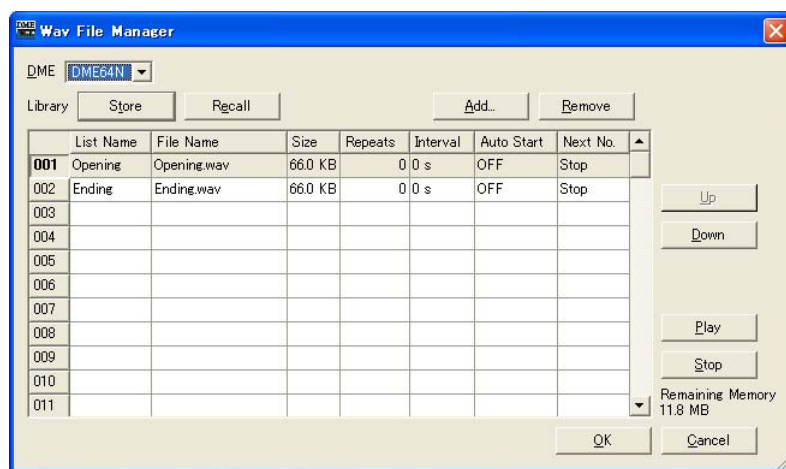 DME Wav File Manager
DME DME64N
Library Store Recall Add... Remove
List Name File Name Size Repeats Interval Auto Start Next No.
001 Opening Opening.wav 66.0 KB 0 0 s OFF Stop
002 Ending Ending.wav 66.0 KB 0 0 s OFF Stop
003
004
005
006
007
008
009
010
011
Up
Down
Play
Stop
Remaining Memory
11.8 MB
OK Cancel